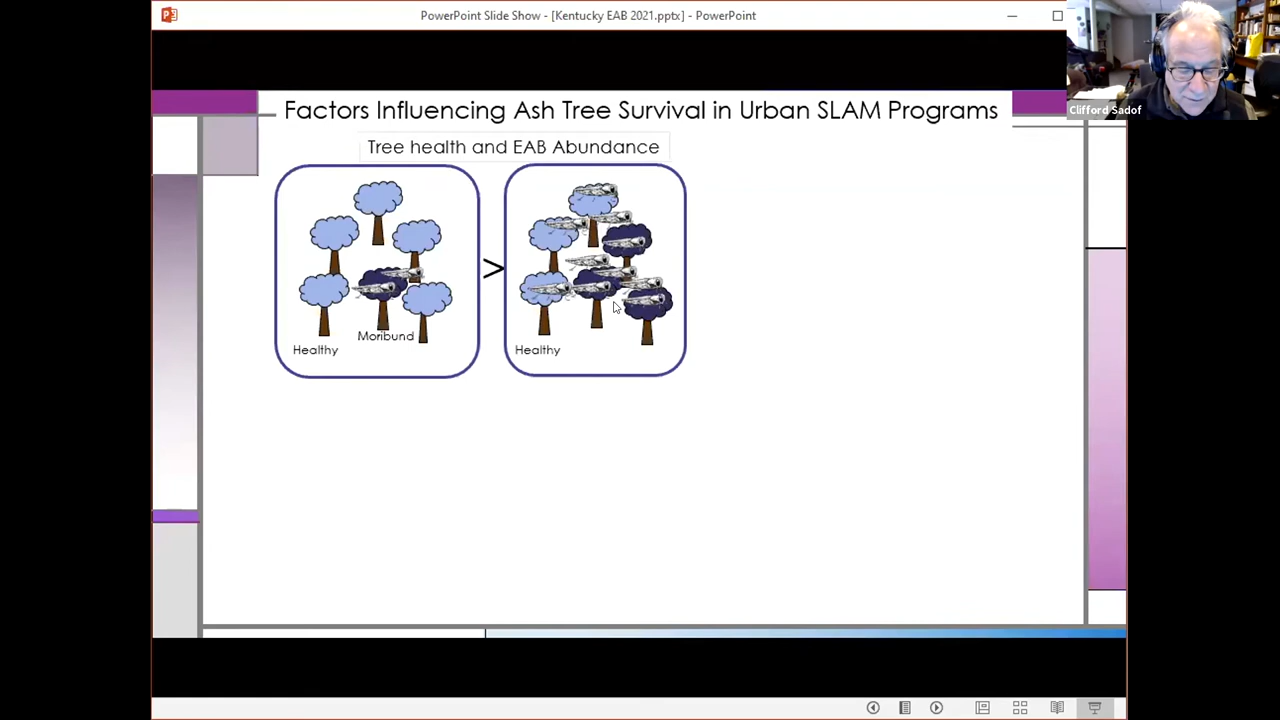 PowerPoint Slide Show - [Kentucky EAB 2021.pptx] - PowerPoint
Clifford Sadof
Factors Influencing Ash Tree Survival in Urban SLAM Programs
Tree health and EAB Abundance
>
Moribund
Healthy
Healthy